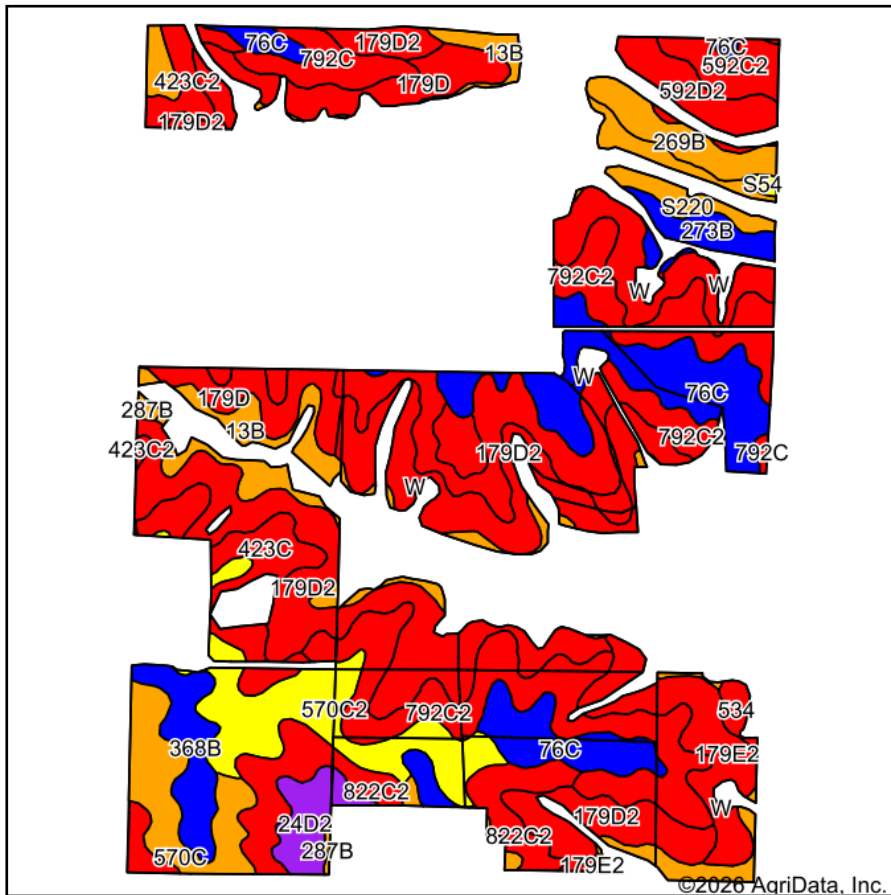 76C
179D2
792C
13B
423C2
179D
179D2
76C
592C2
592D2
269B
S54
S220
273B
792C2
W
W
W
76C
792C2
792C
179D
287B
13B
423C2
179D2
W
423C
179D2
570C2
792C2
534
368B
76C
179E2
822C2
W
24D2
179D2
822C2
287B
570C
179E2
©2026 AgriData, Inc.